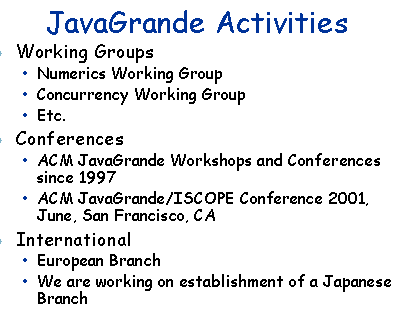 JavaGrande Activities
Working Groups
• Numerics Working Group
• Concurrency Working Group
• Etc.
Conferences
• ACM JavaGrande Workshops and Conferences
since 1997
• ACM JavaGrande/ISCOPE Conference 2001,
June, San Francisco, CA
International
• European Branch
• We are working on establishment of a Japanese
Branch